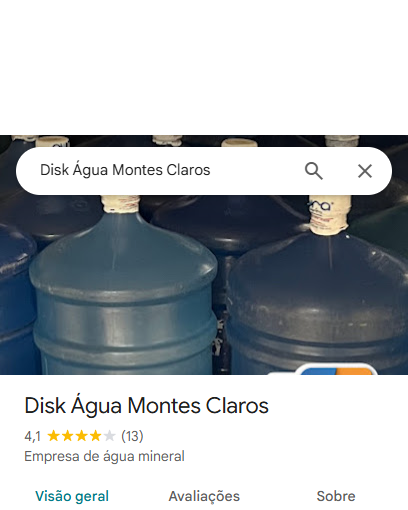 Disk Água Montes Claros
Disk Água Montes Claros
4,1 (13)
Empresa de água mineral
Visão geral
Avaliações
Sobre